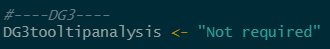 #----DG3----
DG3tooltipanalysis <- "Not required"